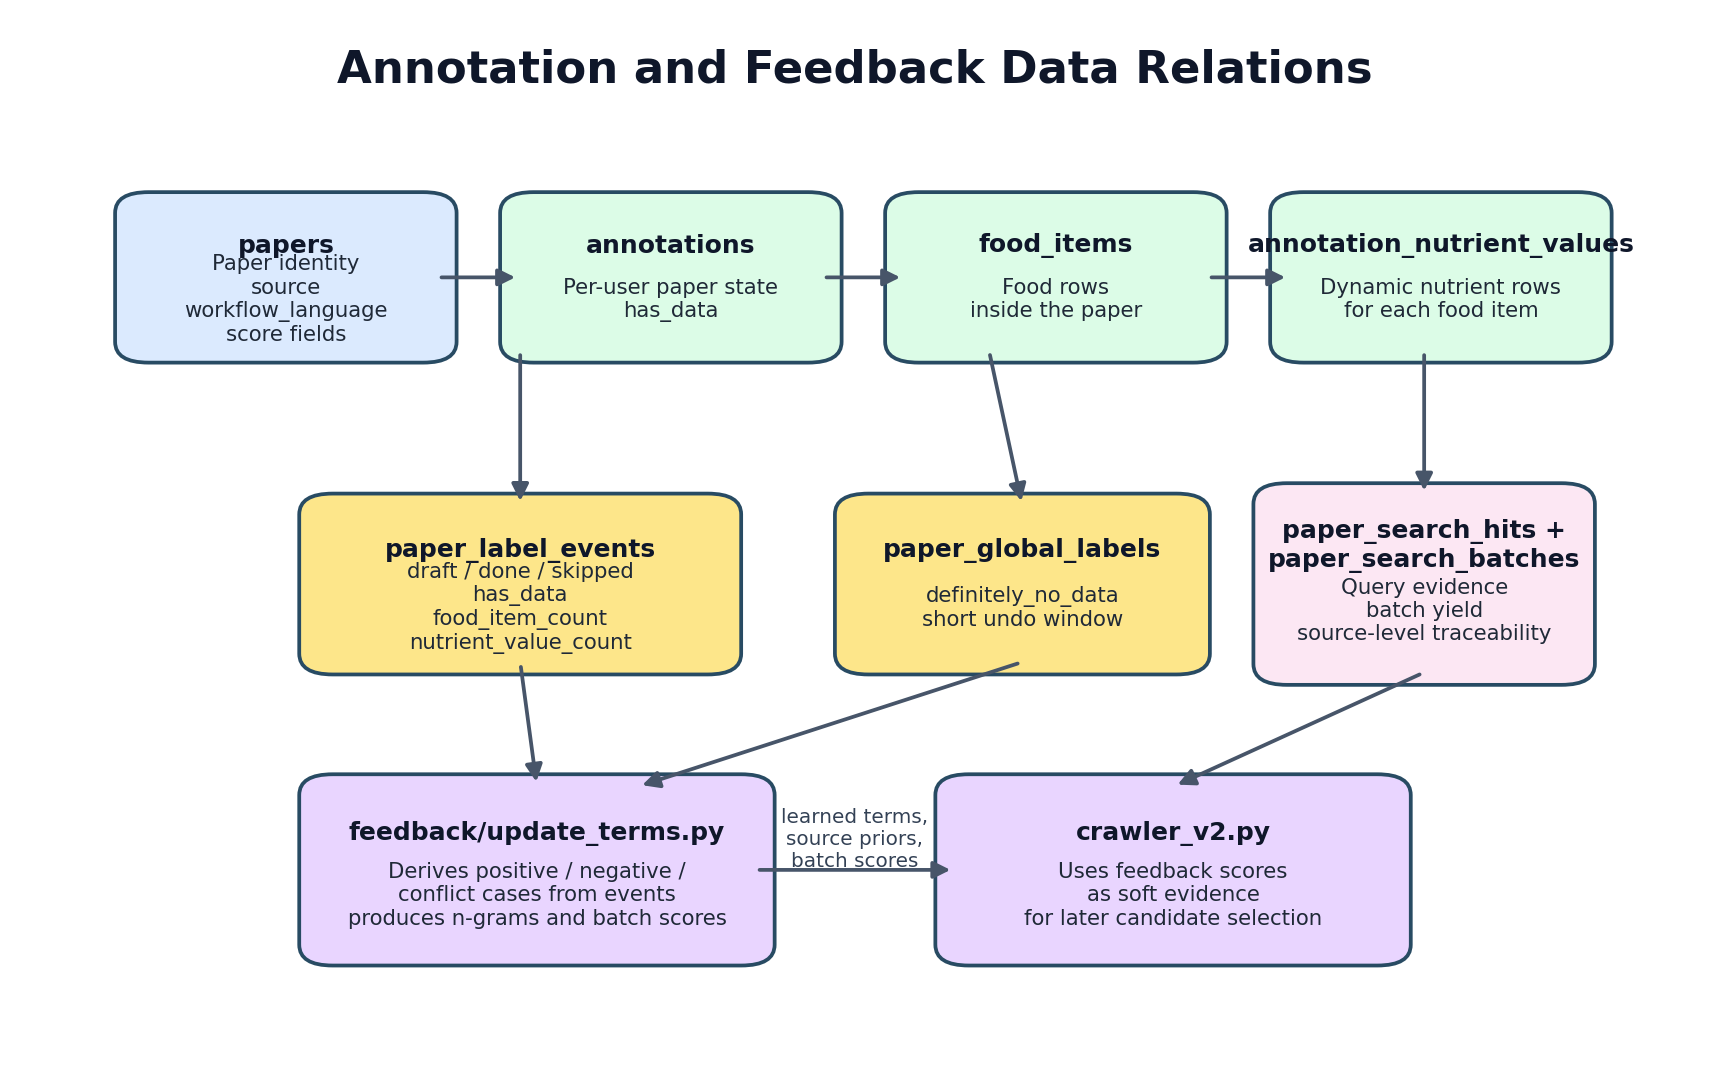 Annotation and Feedback Data Relations
papers
Paper identity
source
workflow_language
score fields
annotations
Per-user paper state
has_data
food_items
Food rows
inside the paper
annotation_nutrient_values
Dynamic nutrient rows
for each food item
paper_label_events
draft / done / skipped
has_data
food_item_count
nutrient_value_count
paper_global_labels
definitely_no_data
short undo window
paper_search_hits +
paper_search_batches
Query evidence
batch yield
source-level traceability
feedback/update_terms.py
Derives positive / negative /
conflict cases from events
produces n-grams and batch scores
learned terms,
source priors,
batch scores
crawler_v2.py
Uses feedback scores
as soft evidence
for later candidate selection